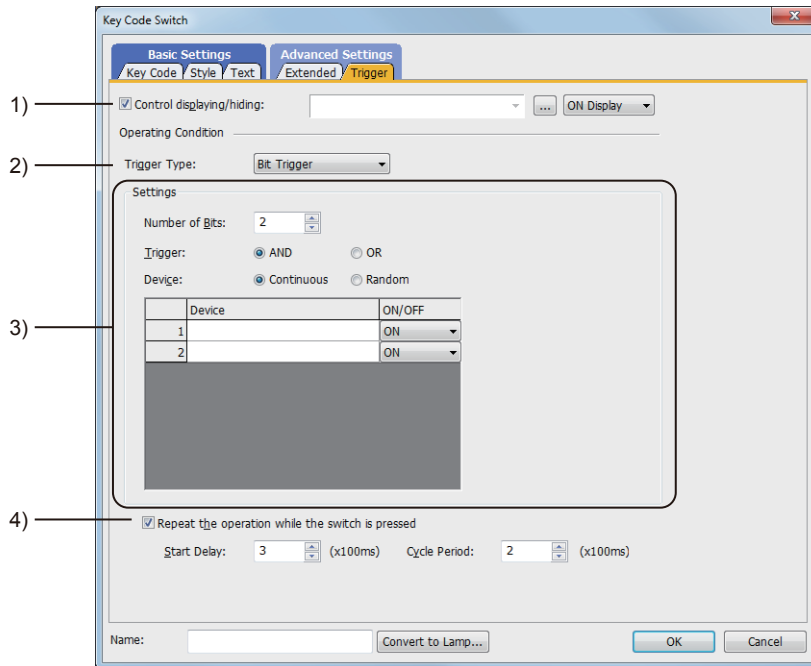 Key Code Switch
Basic Settings Advanced Settings
Key Code Style Text Extended Trigger
1) Control displaying/hiding: ... ON Display
Operating Condition
2) Trigger Type: Bit Trigger
Settings
Number of Bits: 2
Trigger: AND OR
Device: Continuous Random
Device ON/OFF
1 ON
2 ON
3)
4) Repeat the operation while the switch is pressed
Start Delay: 3 (x100ms) Cycle Period: 2 (x100ms)
Name: Convert to Lamp... OK Cancel